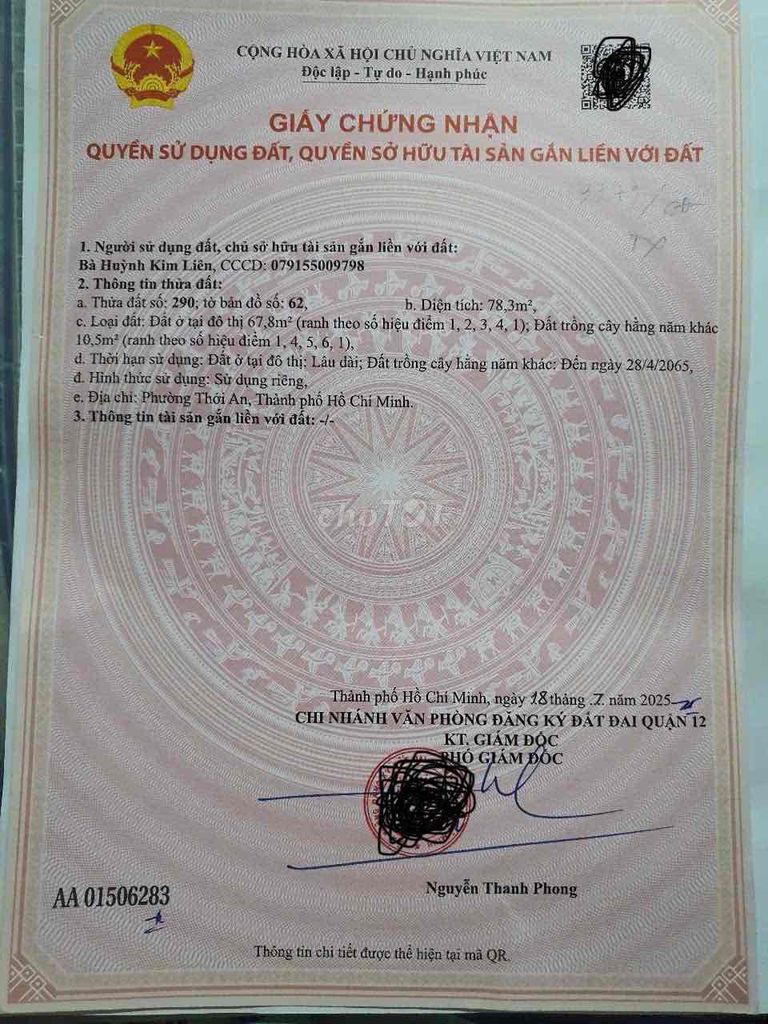 CỘNG HÒA XÃ HỘI CHỦ NGHĨA VIỆT NAM
Độc lập - Tự do - Hạnh phúc
GIẤY CHỨNG NHẬN
QUYỀN SỬ DỤNG ĐẤT, QUYỀN SỞ HỮU TÀI SẢN GẮN LIỀN VỚI ĐẤT
1. Người sử dụng đất, chủ sở hữu tài sản gắn liền với đất:
Bà Huỳnh Kim Liên, CCCD: 079155009798
2. Thông tin thửa đất:
a. Thửa đất số: 290; tờ bản đồ số: 62, b. Diện tích: 78,3m²,
c. Loại đất: Đất ở tại đô thị 67,8m² (ranh theo số hiệu điểm 1, 2, 3, 4, 1); Đất trồng cây hằng năm khác
10,5m² (ranh theo số hiệu điểm 1, 4, 5, 6, 1),
d. Thời hạn sử dụng: Đất ở tại đô thị: Lâu dài; Đất trồng cây hằng năm khác: Đến ngày 28/4/2065,
đ. Hình thức sử dụng: Sử dụng riêng,
e. Địa chỉ: Phường Thới An, Thành phố Hồ Chí Minh.
3. Thông tin tài sản gắn liền với đất: -/-
choTỐT
Thành phố Hồ Chí Minh, ngày 18 tháng .7. năm 2025
CHI NHÁNH VĂN PHÒNG ĐĂNG KÝ ĐẤT ĐAI QUẬN 12
KT. GIÁM ĐỐC
PHÓ GIÁM ĐỐC
Nguyễn Thanh Phong
AA 01506283
Thông tin chi tiết được thể hiện tại mã QR.